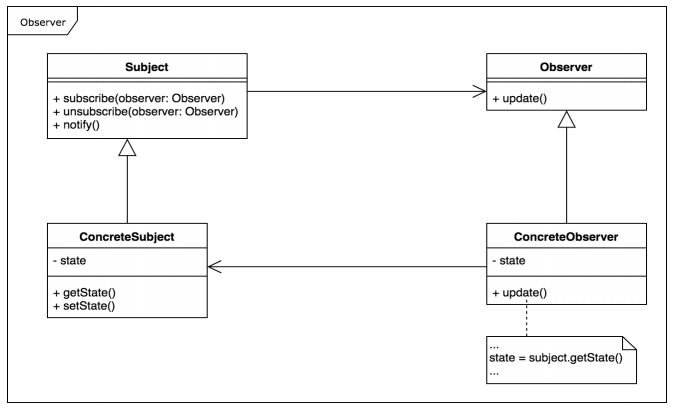 Observer
Subject
+ subscribe(observer: Observer)
+ unsubscribe(observer: Observer)
+ notify()
Observer
+ update()
ConcreteSubject
- state
+ getState()
+ setState()
ConcreteObserver
- state
+ update()
...
state = subject.getState()
...